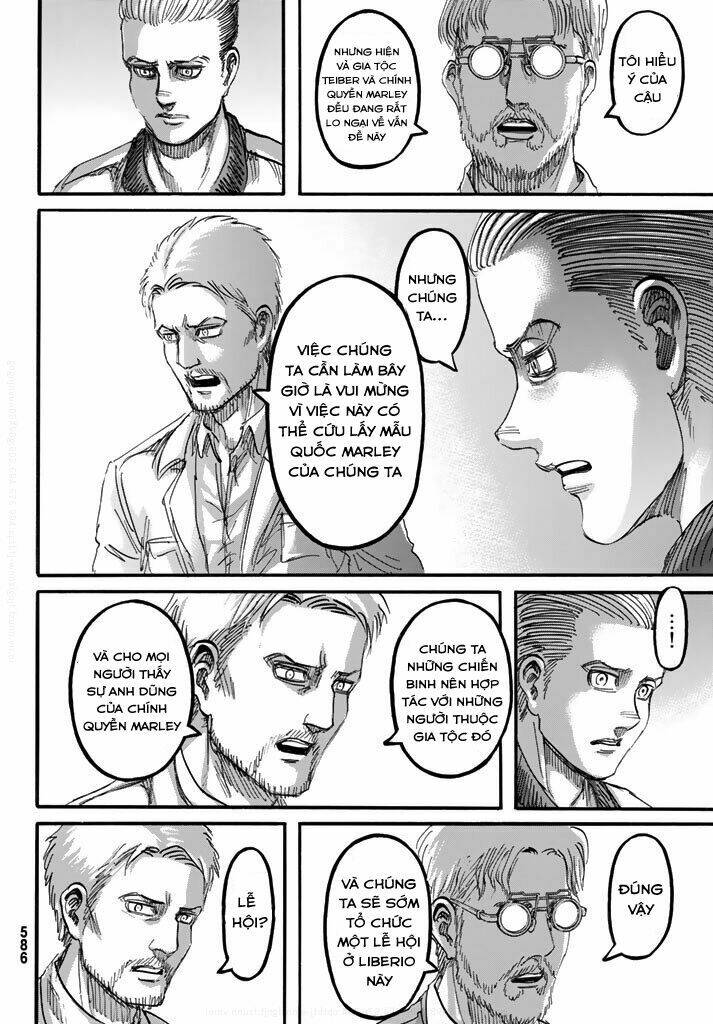 TÔI HIỂU
Ý CỦA
CẬU
NHƯNG HIỆN
VÀ GIA TỘC
TEIBER VÀ CHÍNH
QUYỀN MARLEY
ĐỀU ĐANG RẤT
LO NGẠI VỀ VẤN
ĐỀ NÀY
NHƯNG
CHÚNG
TA...
VIỆC CHÚNG
TA CẦN LÀM BÂY
GIỜ LÀ VUI MỪNG
VÌ VIỆC NÀY CÓ
THỂ CỨU LẤY MẪU
QUỐC MARLEY
CỦA CHÚNG TA
...!
CHÚNG TA
NHỮNG CHIẾN
BINH NÊN HỢP
TÁC VỚI NHỮNG
NGƯỜI THUỘC
GIA TỘC ĐÓ
VÀ CHO MỌI
NGƯỜI THẤY
SỰ ANH DŨNG
CỦA CHÍNH
QUYỀN MARLEY
ĐÚNG
VẬY
VÀ CHÚNG
TA SẼ SỚM
TỔ CHỨC
MỘT LỄ HỘI
Ở LIBERIO
NÀY
LỄ
HỘI?
586